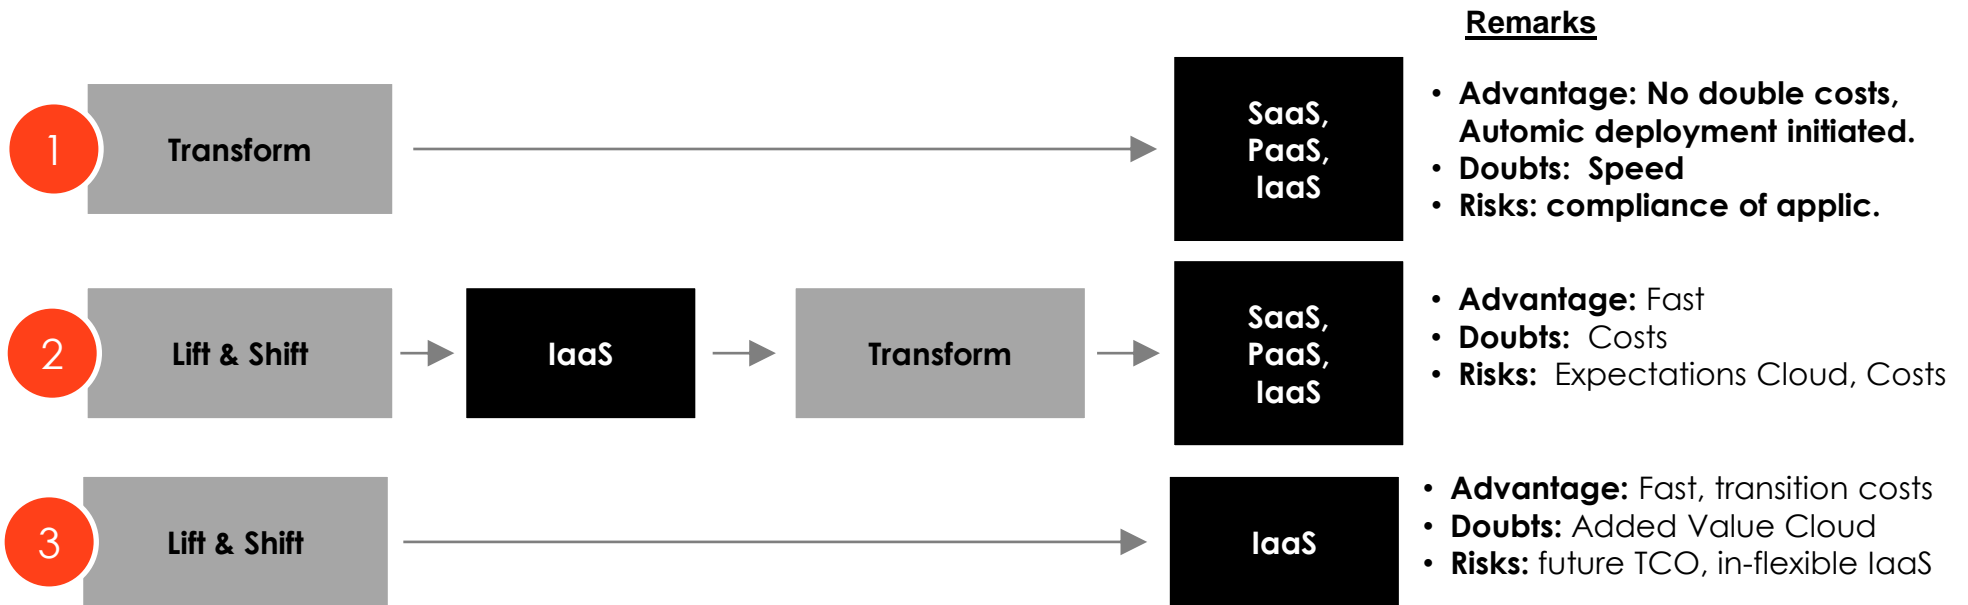 Remarks
1
Transform
SaaS,
PaaS,
IaaS
• Advantage: No double costs,
Automic deployment initiated.
• Doubts:  Speed
• Risks: compliance of applic.
2
Lift & Shift
IaaS
Transform
SaaS,
PaaS,
IaaS
• Advantage: Fast
• Doubts:  Costs
• Risks:  Expectations Cloud, Costs
3
Lift & Shift
IaaS
• Advantage: Fast, transition costs
• Doubts: Added Value Cloud
• Risks: future TCO, in-flexible IaaS